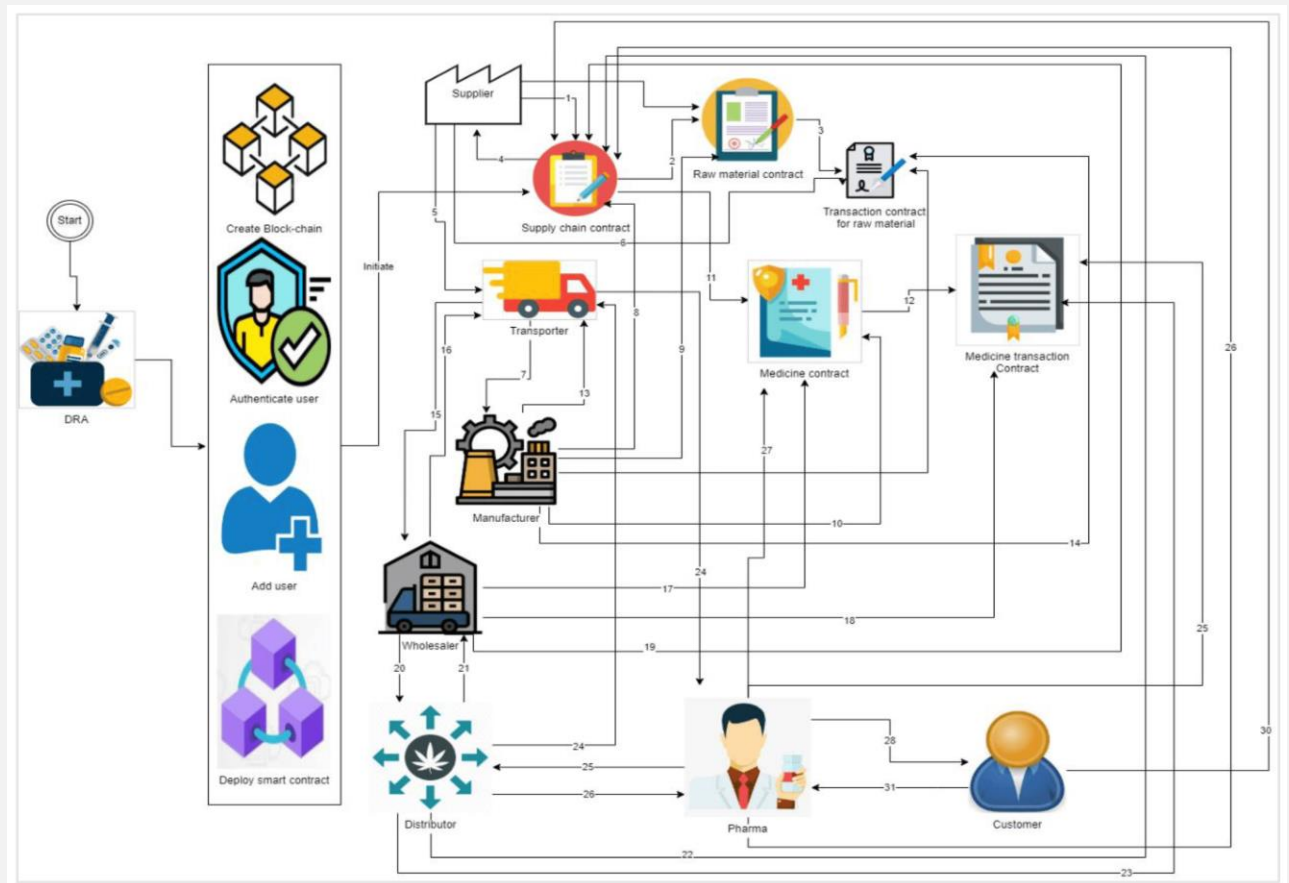 Supplier
1
2
3
4
Raw material contract
Create Block-chain
Start
5
Supply chain contract
Transaction contract
for raw material
6
Initiate
11
Transporter
8
9
12
Medicine contract
Medicine transaction
Contract
16
26
7
13
15
Authenticate user
DRA
27
Manufacturer
10
14
Add user
24
17
18
25
Wholesaler
19
20
21
24
25
26
28
30
31
Deploy smart contract
Distributor
Pharma
Customer
22
23